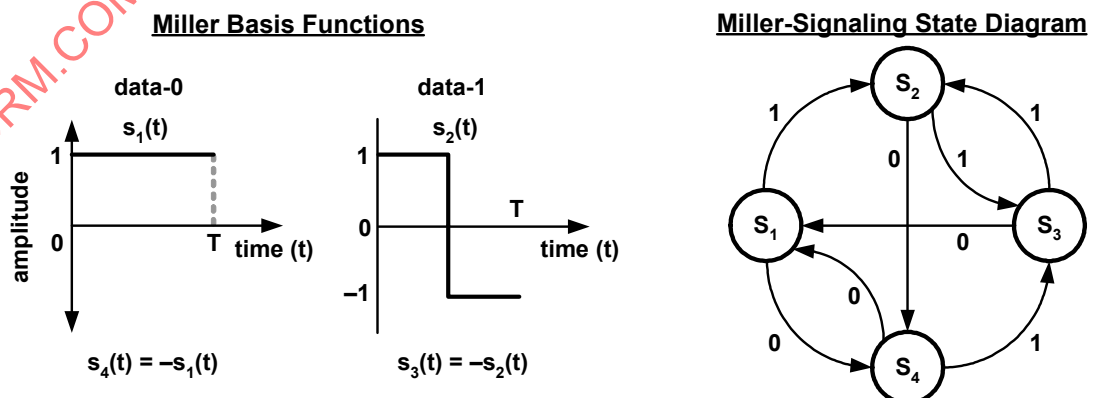 Miller Basis Functions
data-0
data-1
s1(t)
s2(t)
1
0
amplitude
T
time (t)
1
0
–1
T
time (t)
s4(t) = –s1(t)
s3(t) = –s2(t)
Miller-Signaling State Diagram
S2
1
1
0
1
S1
S3
0
0
0
1
S4
RM.COM